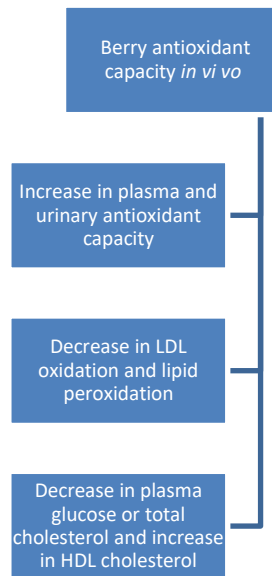 Berry antioxidant
capacity in vi vo
Increase in plasma and
urinary antioxidant
capacity
Decrease in LDL
oxidation and lipid
peroxidation
Decrease in plasma
glucose or total
cholesterol and increase
in HDL cholesterol